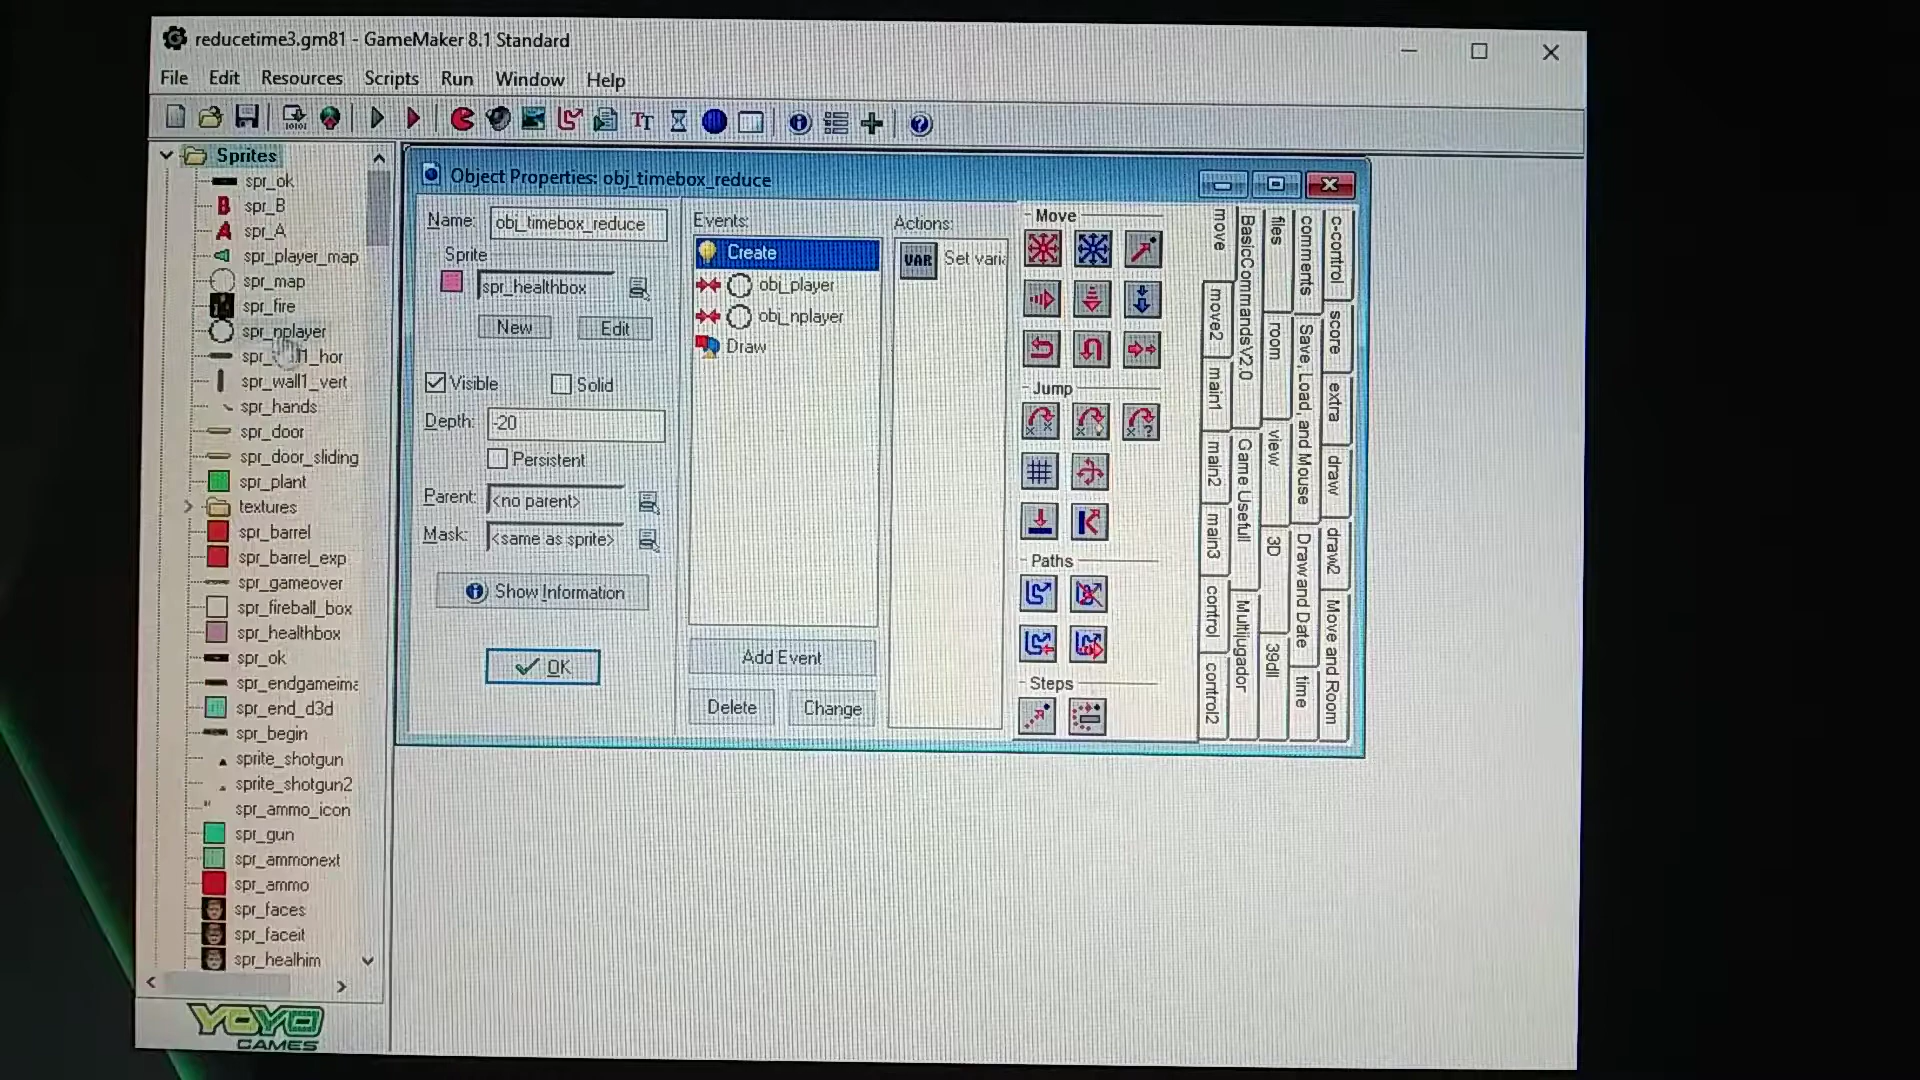 reducetime3.gm81 - GameMaker 8.1 Standard
File Edit Resources Scripts Run Window Help
Sprites
spr_ok
spr_B
spr_A
spr_player_map
spr_map
spr_fire
spr_nplayer
spr_wall1_vert
spr_hands
spr_door
spr_door_sliding
spr_plant
textures
spr_barrel
spr_barrel_exp
spr_gameover
spr_fireball_box
spr_healthbox
spr_ok
spr_endgameima
spr_end_d3d
spr_begin
sprite_shotgun
sprite_shotgun2
spr_ammo_icon
spr_gun
spr_ammonext
spr_ammo
spr_faces
spr_faceit
spr_healhim
YOYO
GAMES
Object Properties: obj_timebox_reduce
Name: obj_timebox_reduce
Sprite
spr_healthbox
New Edit
Visible Solid
Depth: -20
Persistent
Parent: <no parent>
Mask: <same as sprite>
Show Information
OK
Events:
Create
obj_player
obj_nplayer
Draw
Add Event
Delete Change
Actions:
VAR Set varia
Move
Jump
Paths
Steps
move
move2
main1
main2
main3
control
control2
BasicCommandsV2.0
Game Usefull
Multijugador
files
room
view
3D
39dll
comments
Save, Load, and Mouse
Draw and Date
time
c-control
score
extra
draw
draw2
Move and Room